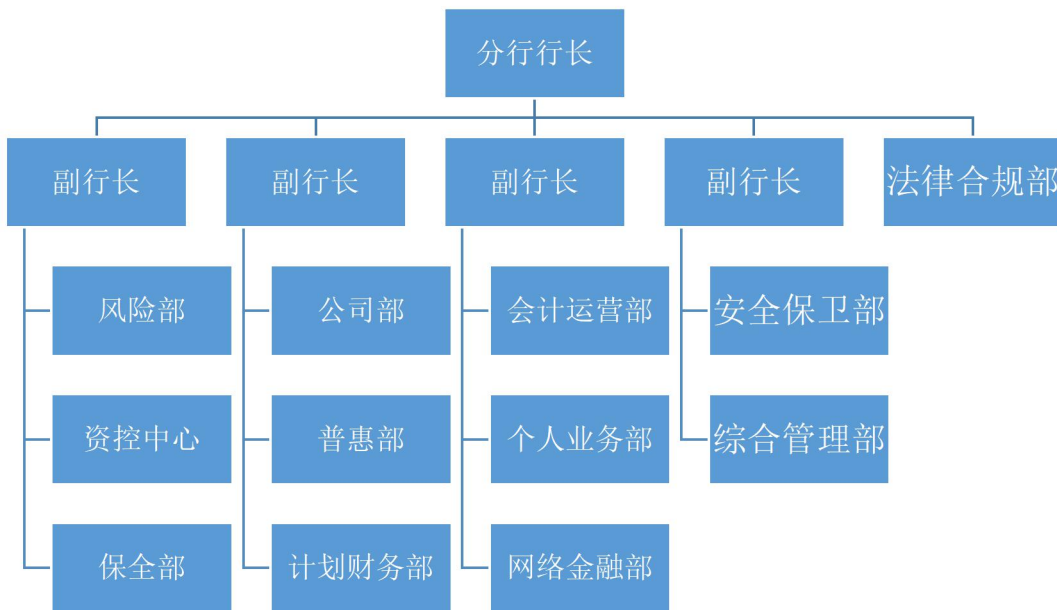 分行行长
副行长
副行长
副行长
副行长
法律合规部
风险部
公司部
会计运营部
安全保卫部
资控中心
普惠部
个人业务部
综合管理部
保全部
计划财务部
网络金融部